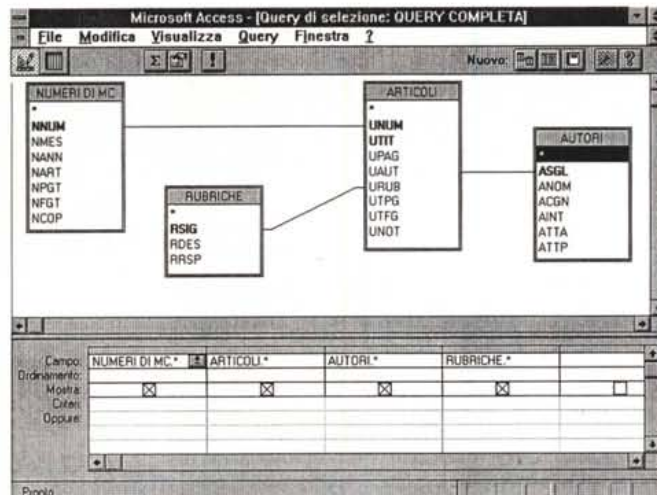 Microsoft Access - [Query di selezione: QUERY COMPLETA]
File Modifica Visualizza Query Finestra ?
Nuovo:
NUMERI DI MC
*
NNUM
NMES
NANN
NART
NPGT
NFGT
NCOP
RUBRICHE
*
RSIG
RDES
RRSP
ARTICOLI
*
UNUM
UTIT
UPAG
UAUT
URUB
UTPG
UTFG
UNOT
AUTORI
*
ASGL
ANOM
ACGN
AINT
ATTA
ATTP
Campo: NUMERI DI MC.* ARTICOLI.* AUTORI.* RUBRICHE.*
Ordinamento:
Mostra:
Criteri:
Oppure:
Pronto